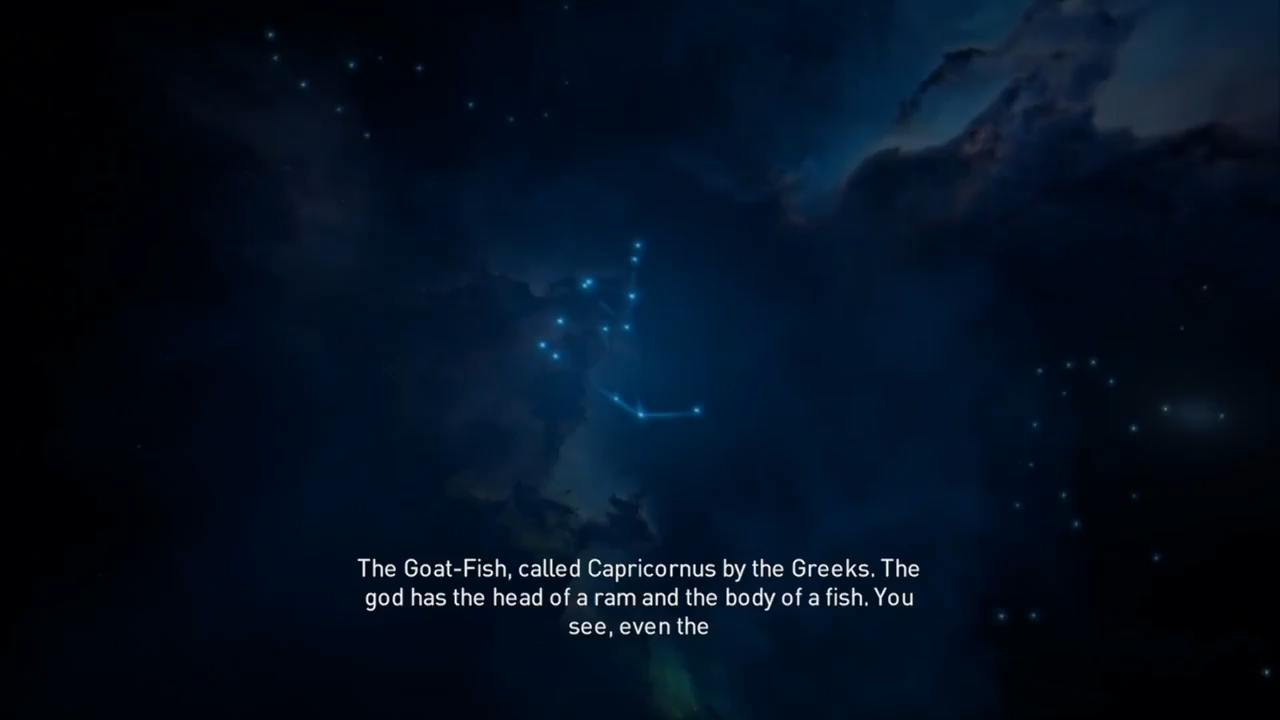 The Goat-Fish, called Capricornus by the Greeks. The
god has the head of a ram and the body of a fish. You
see, even the